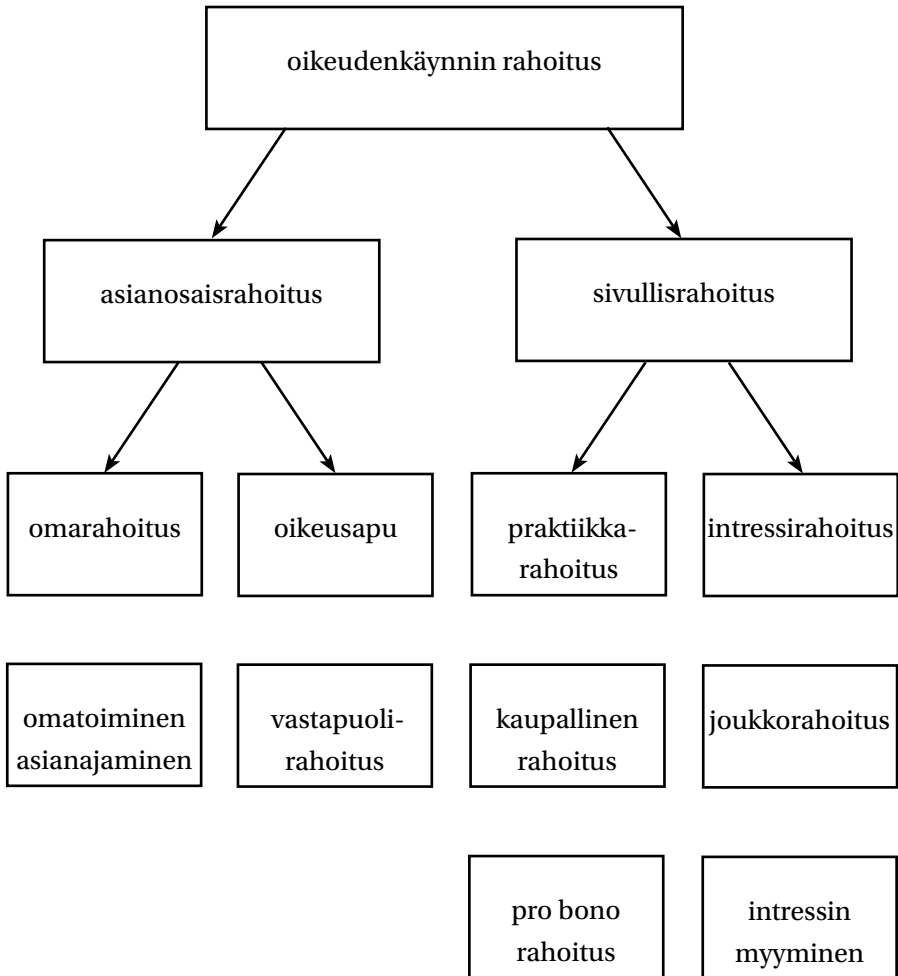 oikeudenkäynnin rahoitus
asianosaisrahoitus
sivullisrahoitus
omarahoitus
oikeusapu
praktiikka-
rahoitus
intressirahoitus
omatoiminen
asianajaminen
vastapuoli-
rahoitus
kaupallinen
rahoitus
joukkorahoitus
pro bono
rahoitus
intressin
myyminen